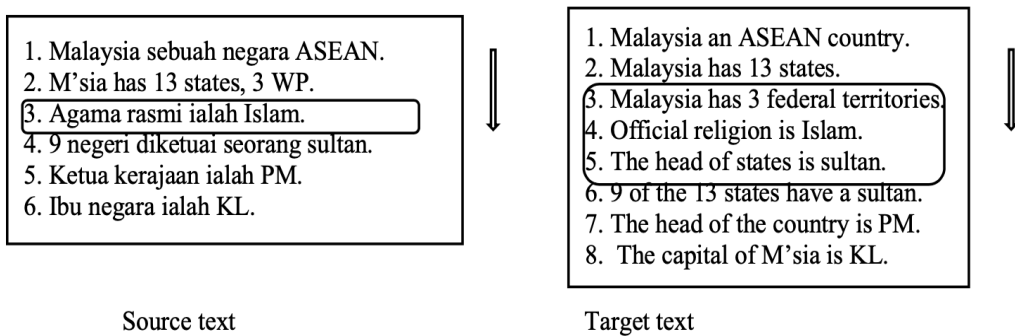 1. Malaysia sebuah negara ASEAN.
2. M’sia has 13 states, 3 WP.
3. Agama rasmi ialah Islam.
4. 9 negeri diketuai seorang sultan.
5. Ketua kerajaan ialah PM.
6. Ibu negara ialah KL.
Source text
1. Malaysia an ASEAN country.
2. Malaysia has 13 states.
3. Malaysia has 3 federal territories.
4. Official religion is Islam.
5. The head of states is sultan.
6. 9 of the 13 states have a sultan.
7. The head of the country is PM.
8. The capital of M’sia is KL.
Target text